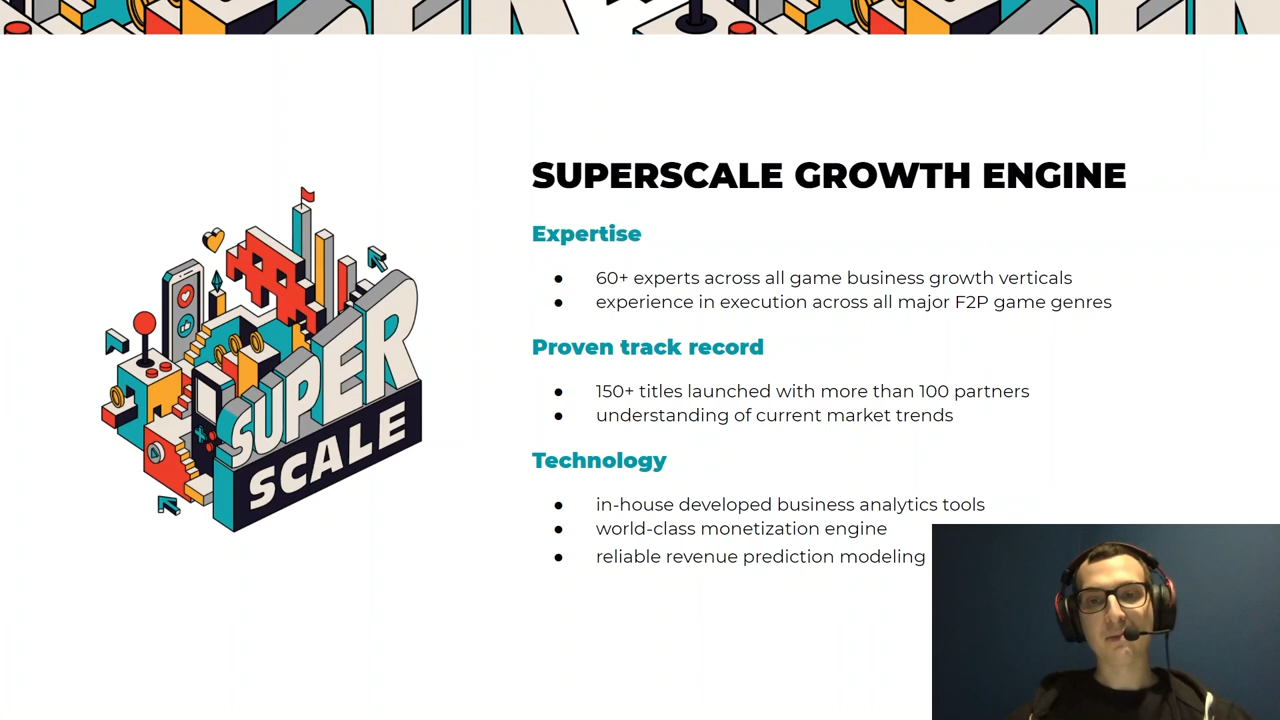 SUPERSCALE GROWTH ENGINE
Expertise
● 60+ experts across all game business growth verticals
● experience in execution across all major F2P game genres
Proven track record
● 150+ titles launched with more than 100 partners
● understanding of current market trends
Technology
● in-house developed business analytics tools
● world-class monetization engine
● reliable revenue prediction modeling
SUPER
SCALE